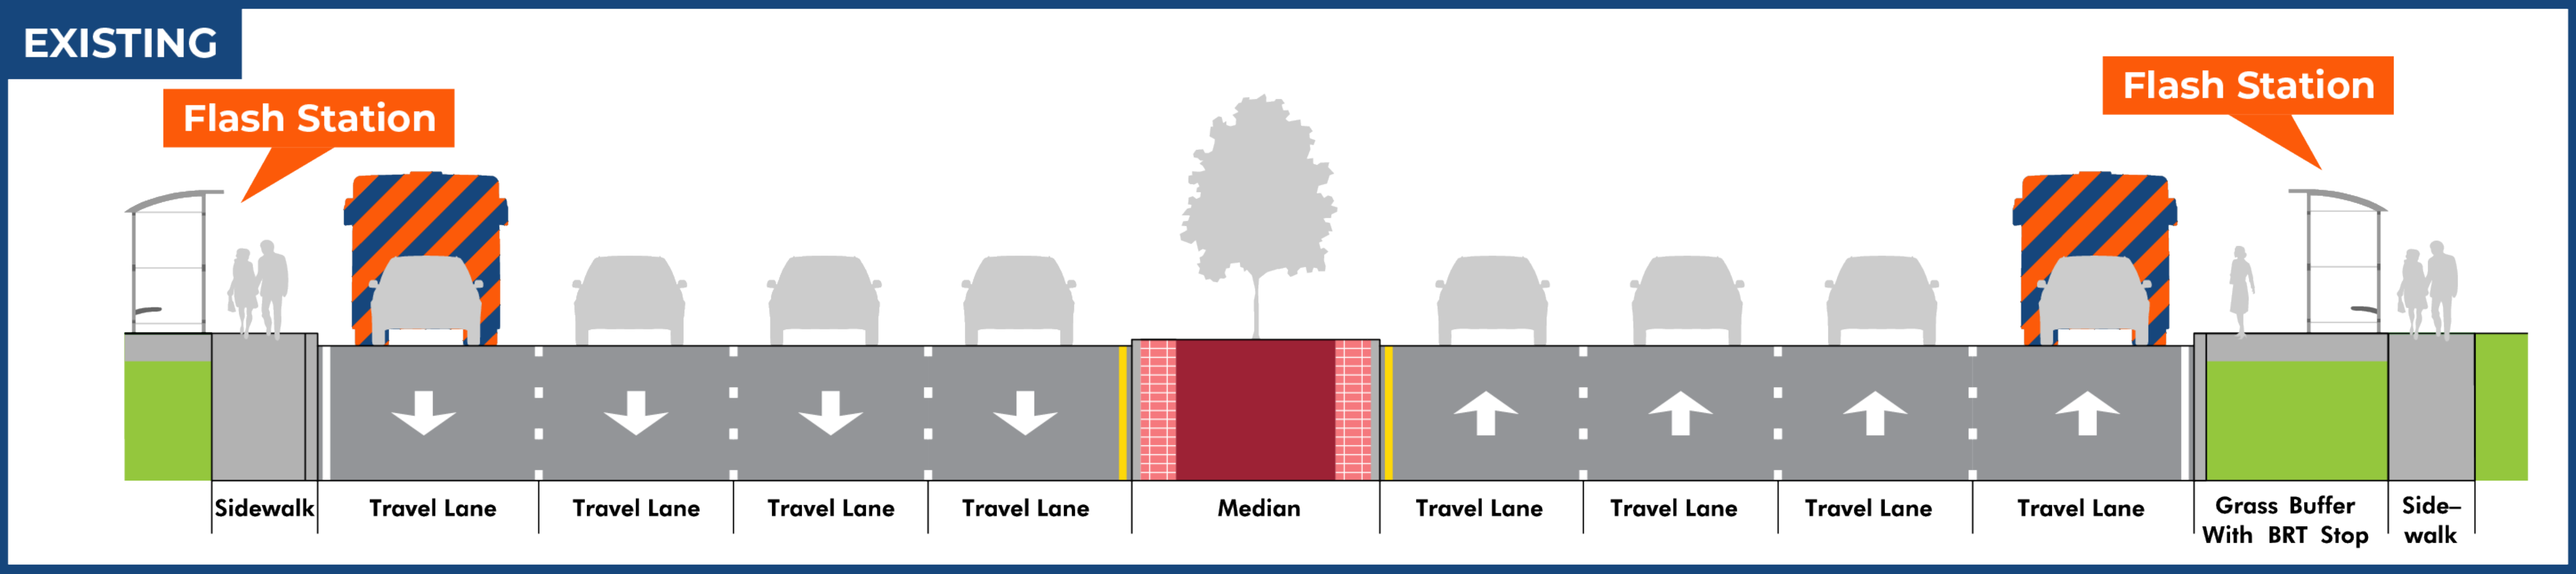 EXISTING
Flash Station
Flash Station
Sidewalk
Travel Lane
Travel Lane
Travel Lane
Travel Lane
Median
Travel Lane
Travel Lane
Travel Lane
Travel Lane
Grass Buffer
With BRT Stop
Side–
walk